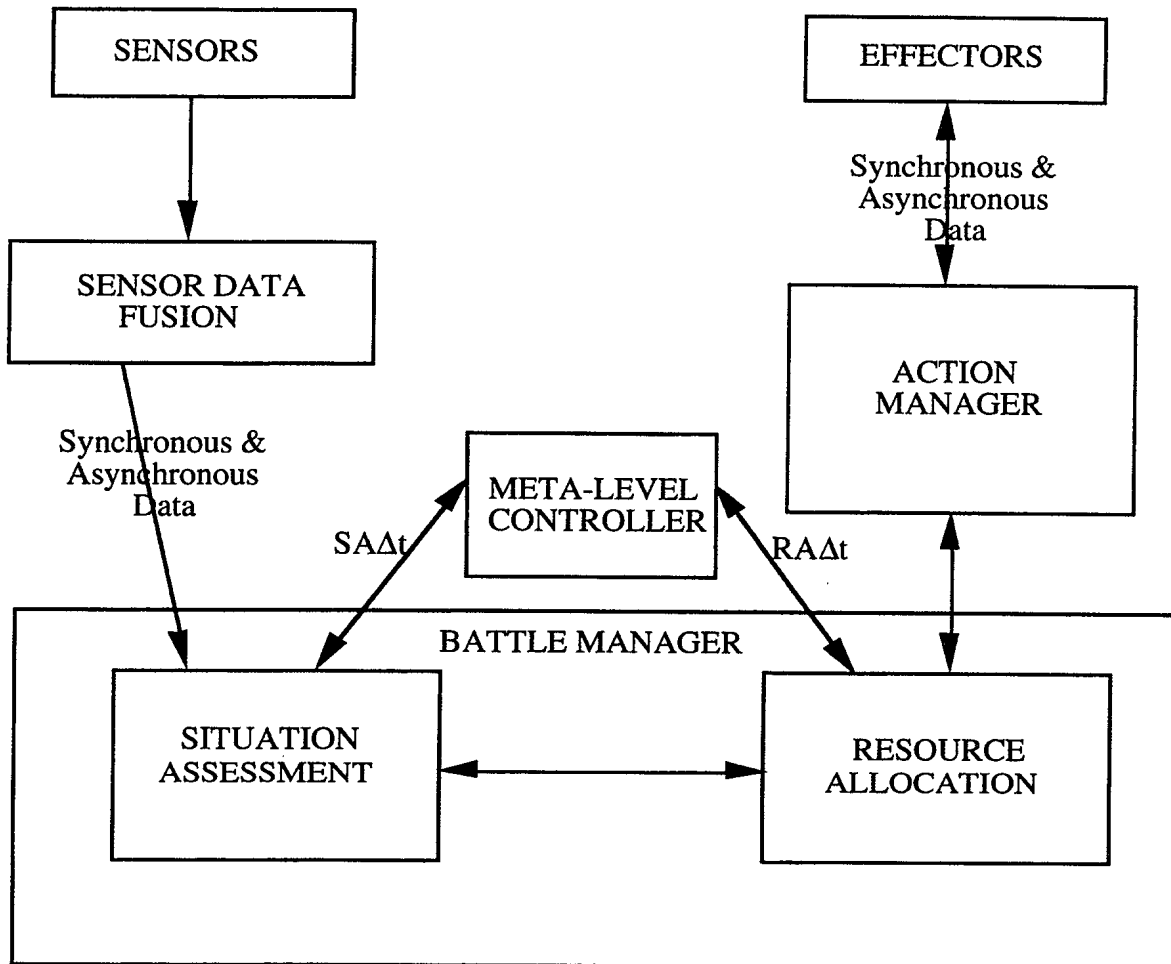 SENSORS
EFFECTORS
Synchronous &
Asynchronous
Data
SENSOR DATA
FUSION
ACTION
MANAGER
Synchronous &
Asynchronous
Data
META-LEVEL
CONTROLLER
SAΔt
RAΔt
BATTLE MANAGER
SITUATION
ASSESSMENT
RESOURCE
ALLOCATION